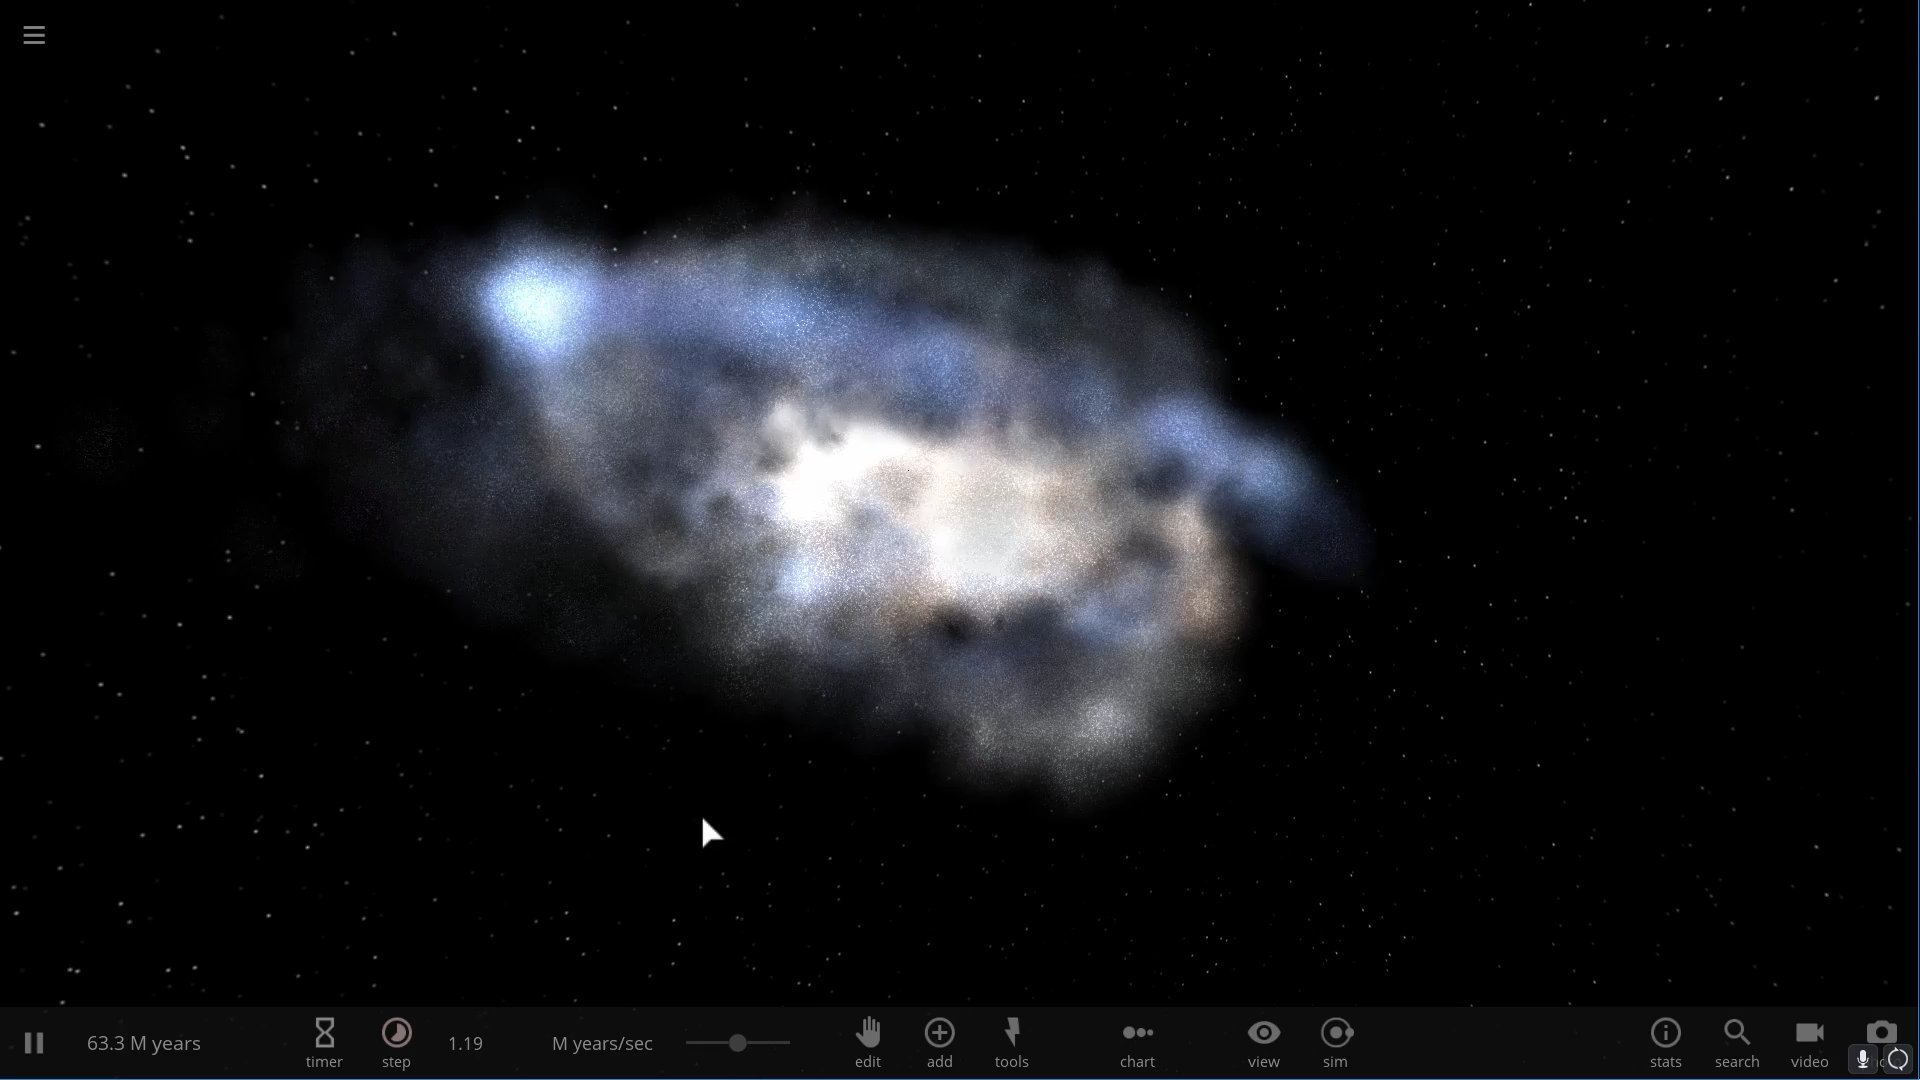 63.3 M years
timer
step
1.19
M years/sec
edit
add
tools
chart
view
sim
stats
search
video